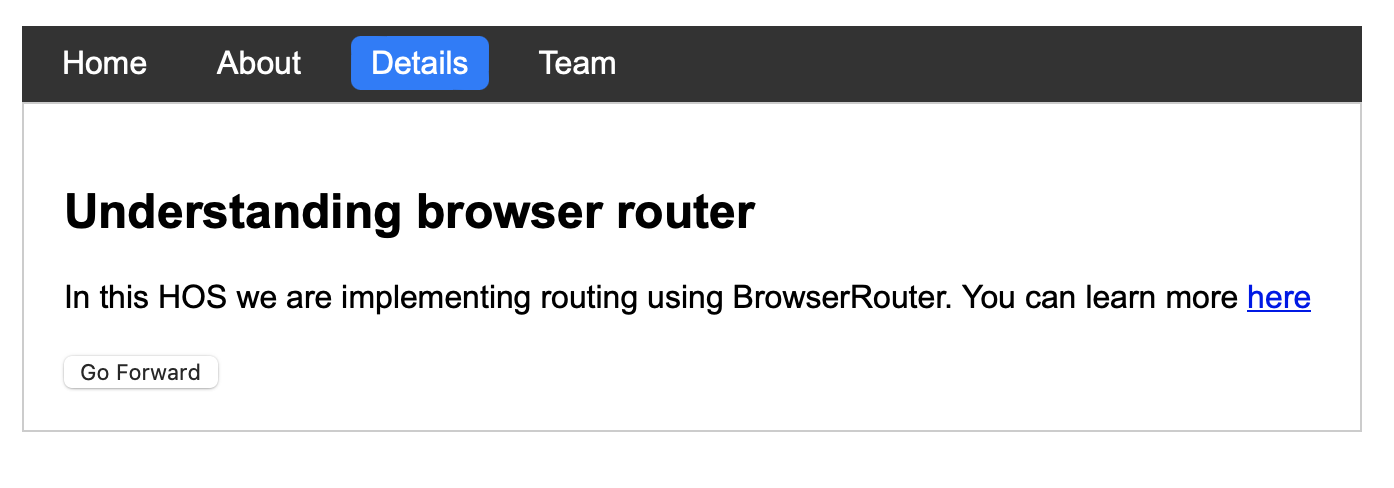 Home About Details Team
Understanding browser router
In this HOS we are implementing routing using BrowserRouter. You can learn more here
Go Forward